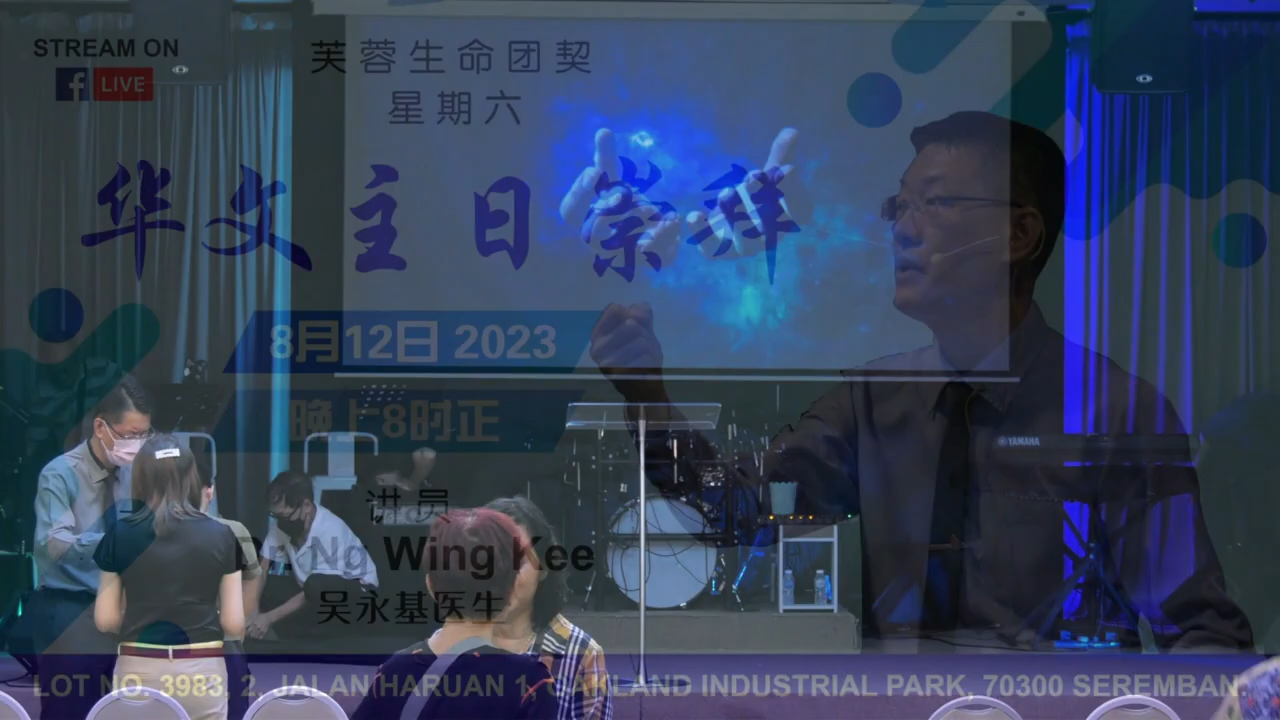 STREAM ON
f LIVE
芙蓉生命团契
星期六
华文主日崇拜
8月12日 2023
晚上8时正
讲员
Dr. Ng Wing Kee
吴永基医生
YAMAHA
LOT NO. 3983, 2, JALAN HARUAN 1, OAKLAND INDUSTRIAL PARK, 70300 SEREMBAN.